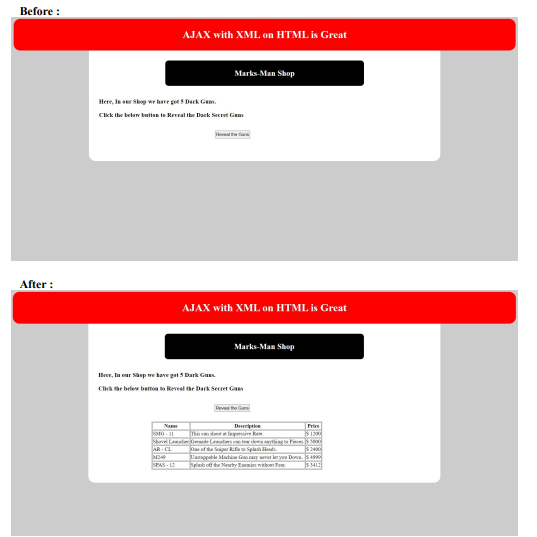 Before :
AJAX with XML on HTML is Great
Marks-Man Shop
Here, In our Shop we have got 5 Dark Guns.
Click the below button to Reveal the Dark Secret Guns
Reveal the Guns
After :
AJAX with XML on HTML is Great
Marks-Man Shop
Here, In our Shop we have got 5 Dark Guns.
Click the below button to Reveal the Dark Secret Guns
Reveal the Guns
Name Description Price
SMG - 11 This can shoot at Impressive Rate. $ 1200
Shovel Launcher Grenade Launchers can tear down anything to Pieces. $ 5000
AR - CL One of the Sniper Rifle to Splash Heads. $ 2400
M249 Unstoppable Machine Gun may never let you Down. $ 4999
SPAS - 12 Splash off the Nearby Enemies without Fear. $ 3412